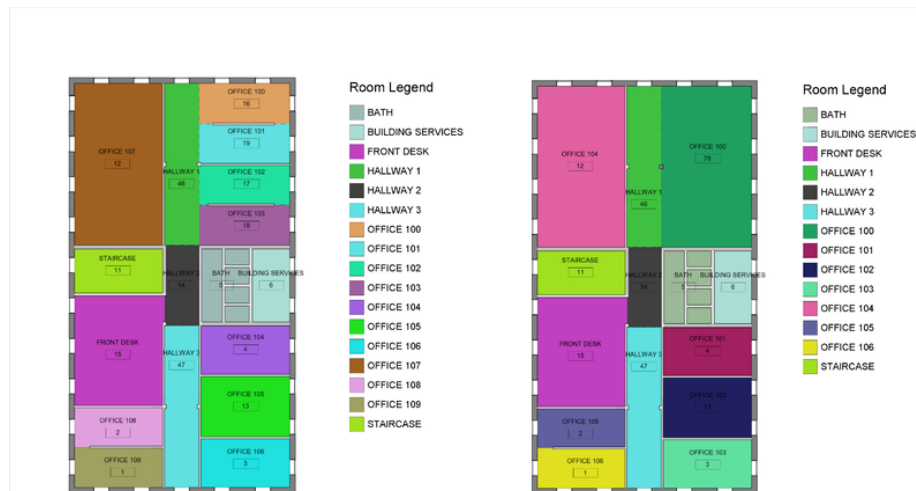 OFFICE 107
12
HALLWAY 1
46
OFFICE 100
16
OFFICE 101
19
OFFICE 102
17
OFFICE 103
18
STAIRCASE
11
HALLWAY 2
14
BATH
5
BUILDING SERVICES
6
FRONT DESK
15
HALLWAY 3
47
OFFICE 104
4
OFFICE 105
13
OFFICE 108
2
OFFICE 109
1
OFFICE 106
3
Room Legend
BATH
BUILDING SERVICES
FRONT DESK
HALLWAY 1
HALLWAY 2
HALLWAY 3
OFFICE 100
OFFICE 101
OFFICE 102
OFFICE 103
OFFICE 104
OFFICE 105
OFFICE 106
OFFICE 107
OFFICE 108
OFFICE 109
STAIRCASE
OFFICE 104
12
HALLWAY 1
46
OFFICE 100
78
STAIRCASE
11
HALLWAY 2
14
BATH
5
BUILDING SERVICES
6
FRONT DESK
15
HALLWAY 3
47
OFFICE 101
4
OFFICE 102
13
OFFICE 105
2
OFFICE 106
1
OFFICE 103
3
Room Legend
BATH
BUILDING SERVICES
FRONT DESK
HALLWAY 1
HALLWAY 2
HALLWAY 3
OFFICE 100
OFFICE 101
OFFICE 102
OFFICE 103
OFFICE 104
OFFICE 105
OFFICE 106
STAIRCASE